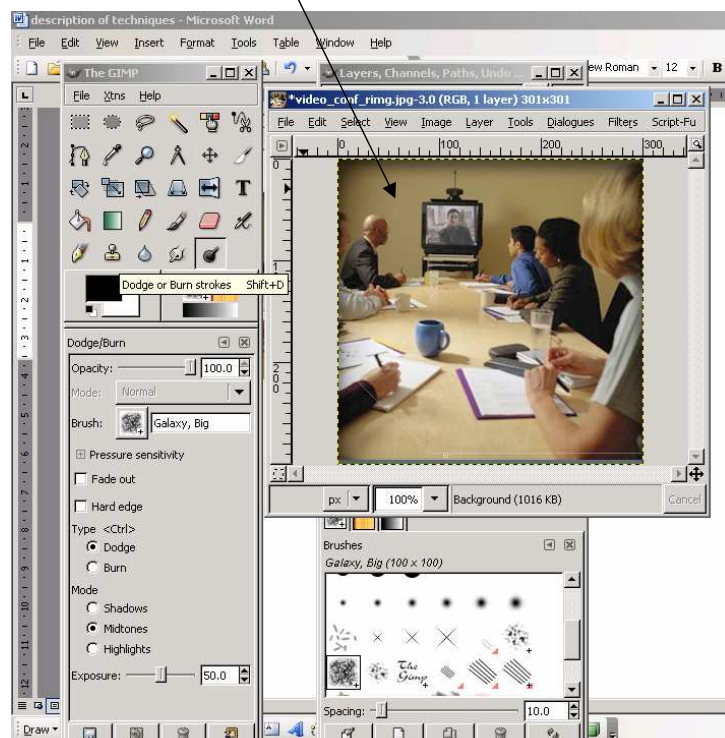 description of techniques - Microsoft Word
File Edit View Insert Format Tools Table Window Help
The GIMP
Layers, Channels, Paths, Undo ...
ew Roman 12 B
File Xtns Help
*video_conf_rimg.jpg-3.0 (RGB, 1 layer) 301x301
File Edit Select View Image Layer Tools Dialogues Filters Script-Fu
0 100 200 300
0
1
200
T
Dodge or Burn strokes Shift+D
Dodge/Burn
Opacity: 100.0
Mode: Normal
Brush: Galaxy, Big
Pressure sensitivity
Fade out
Hard edge
Type <Ctrl>
Dodge
Burn
Mode
Shadows
Midtones
Highlights
Exposure: 50.0
px 100% Background (1016 KB) Cancel
Brushes
Galaxy, Big (100 x 100)
The Gimp
Spacing: 10.0
Draw